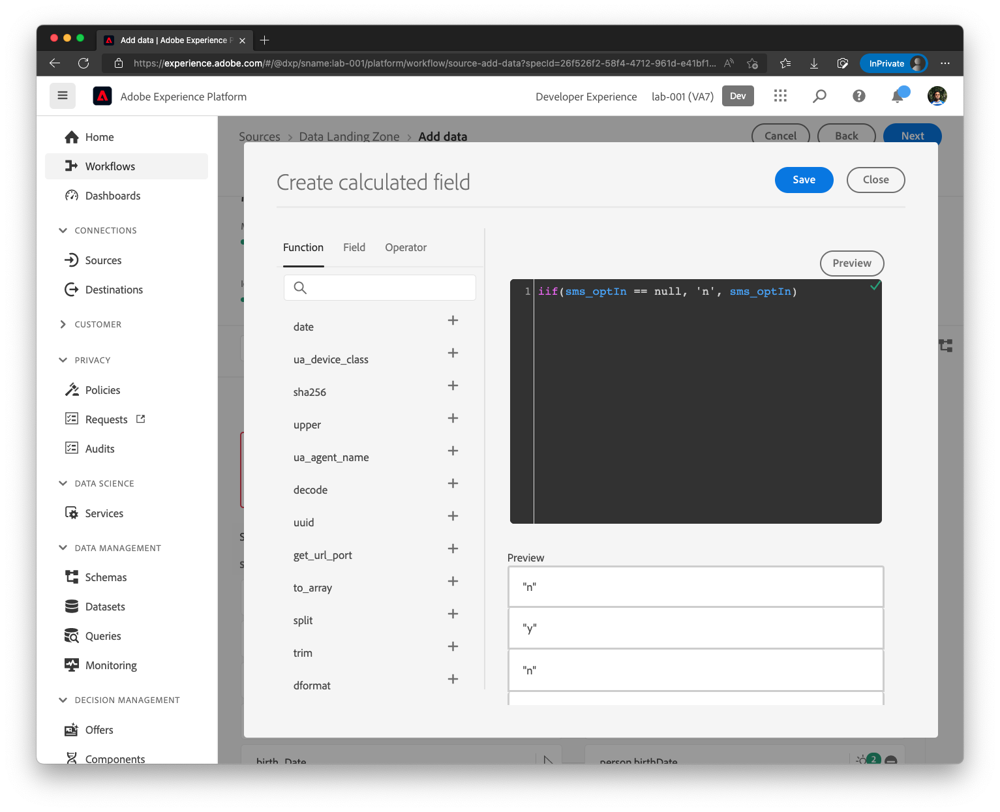 Add data | Adobe Experience P
https://experience.adobe.com/#/@dxp/sname:lab-001/platform/workflow/source-add-data?specId=26f526f2-58f4-4712-961d-e41bf1...
InPrivate
Adobe Experience Platform
Developer Experience
lab-001 (VA7)
Dev
Home
Workflows
Dashboards
CONNECTIONS
Sources
Destinations
CUSTOMER
PRIVACY
Policies
Requests
Audits
DATA SCIENCE
Services
DATA MANAGEMENT
Schemas
Datasets
Queries
Monitoring
DECISION MANAGEMENT
Offers
Components
Sources > Data Landing Zone > Add data
Cancel
Back
Next
Create calculated field
Save
Close
Function
Field
Operator
date
ua_device_class
sha256
upper
ua_agent_name
decode
uuid
get_url_port
to_array
split
trim
dformat
Preview
1 iif(sms_optIn == null, 'n', sms_optIn)
Preview
"n"
"y"
"n"
birth_Date
person.birthDate
2